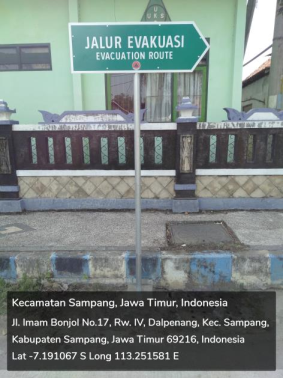 U
UKS
JALUR EVAKUASI
EVACUATION ROUTE
Kecamatan Sampang, Jawa Timur, Indonesia
Jl. Imam Bonjol No.17, Rw. IV, Dalpenang, Kec. Sampang,
Kabupaten Sampang, Jawa Timur 69216, Indonesia
Lat -7.191067 S Long 113.251581 E